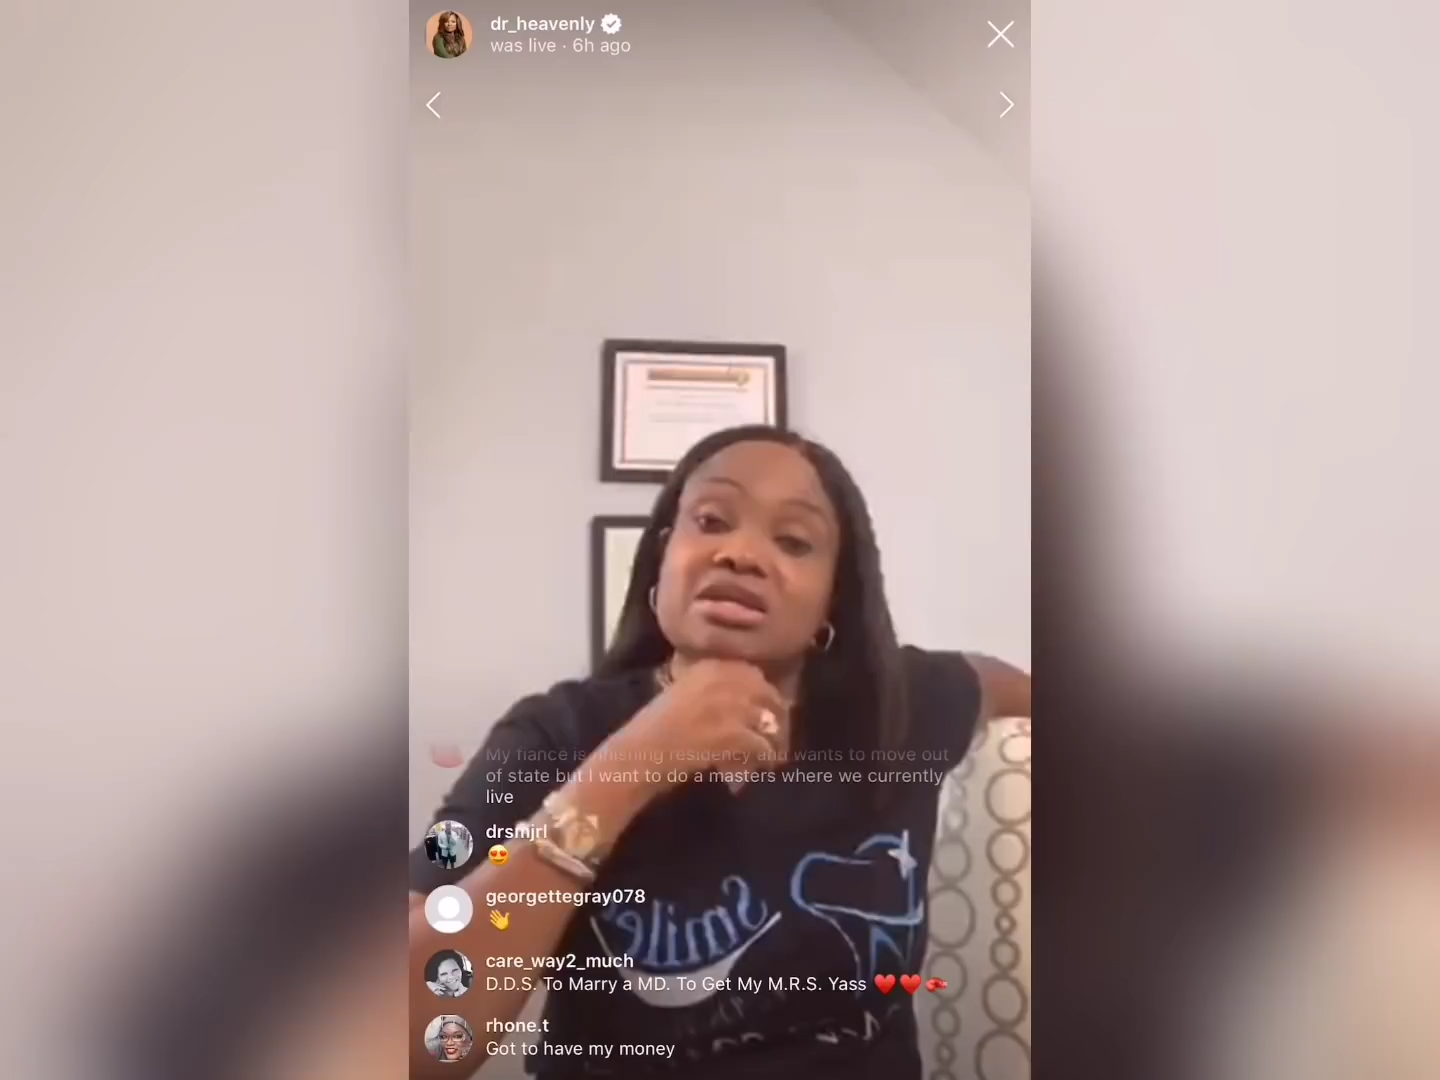 dr_heavenly
was live · 6h ago
My fiancé is finishing residency and wants to move out
of state but I want to do a masters where we currently
live
drsmjrl
😍
georgettegray078
👋
care_way2_much
D.D.S. To Marry a MD. To Get My M.R.S. Yass ❤️❤️
rhone.t
Got to have my money
Smile